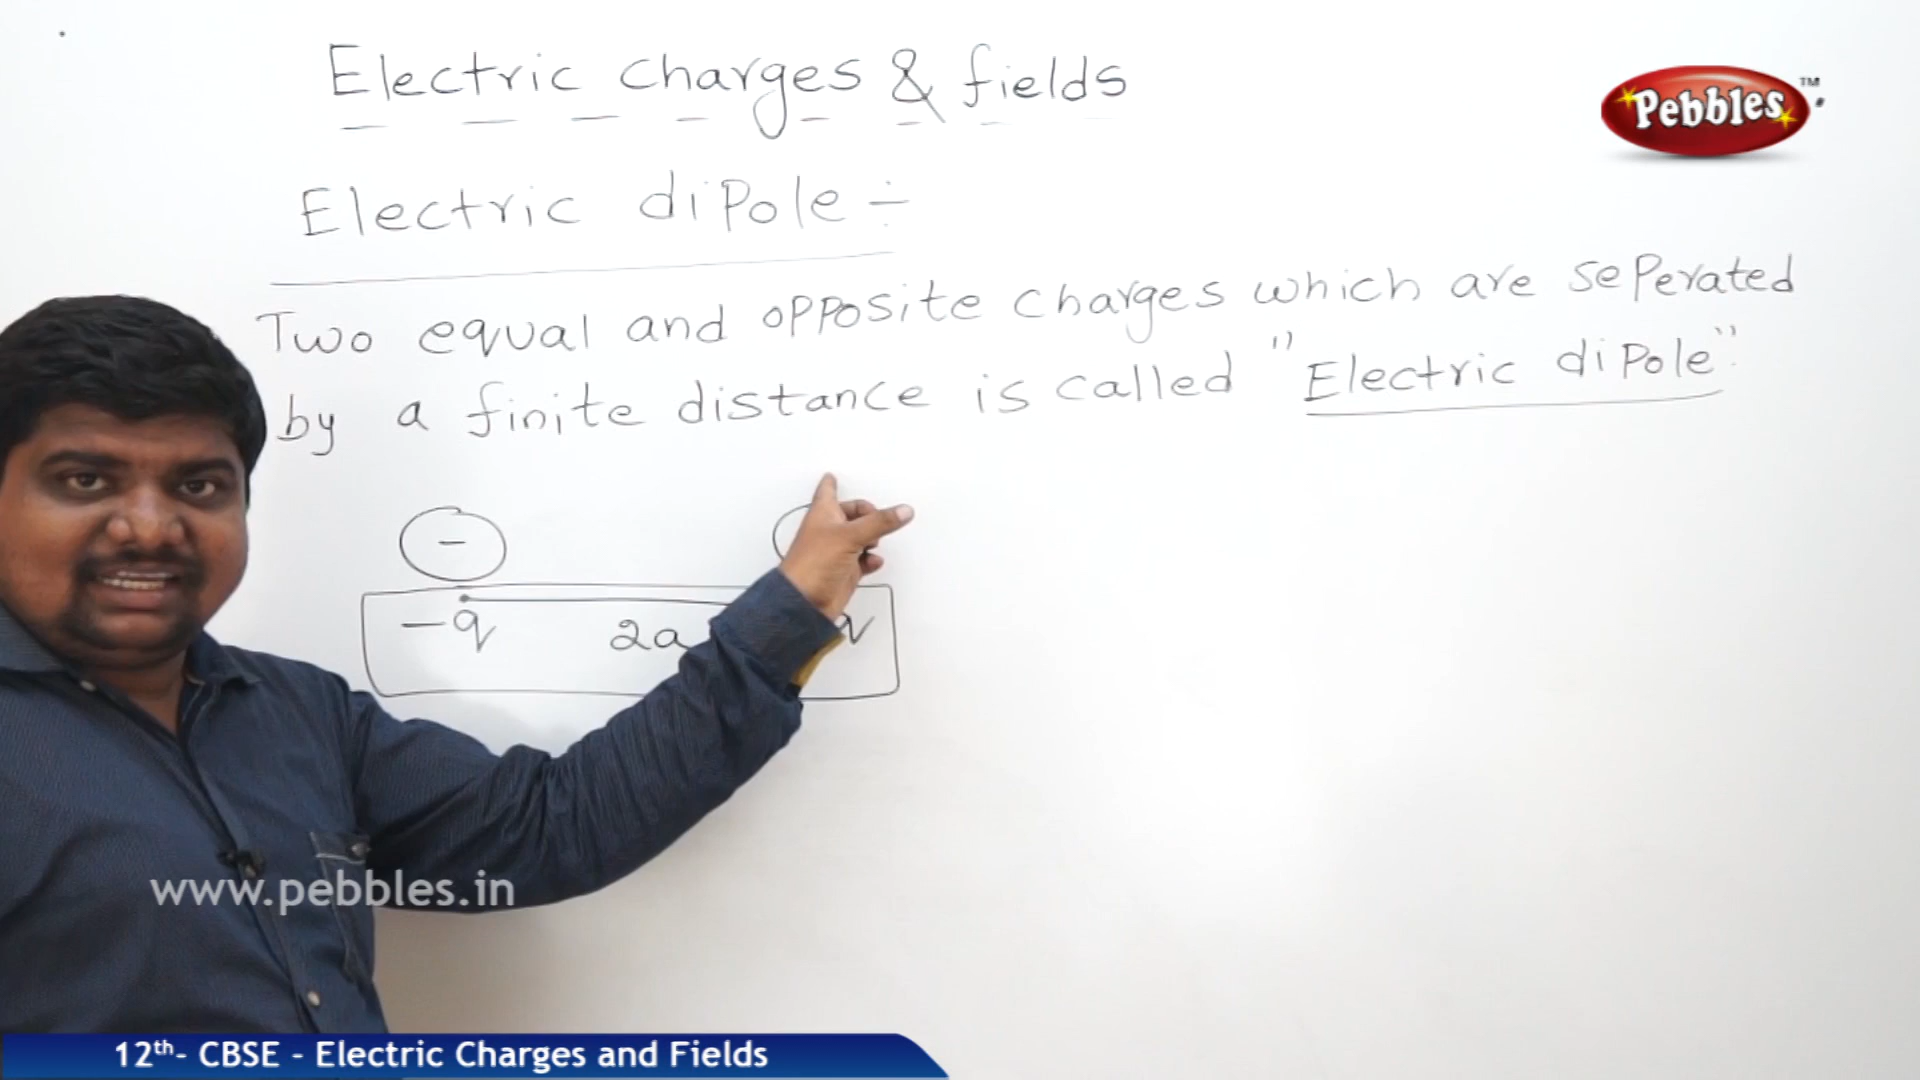 Electric charges & fields
Pebbles™
Electric dipole ÷
Two equal and opposite charges which are seperated
by a finite distance is called "Electric dipole"
-
-q 2a q
www.pebbles.in
12th- CBSE - Electric Charges and Fields